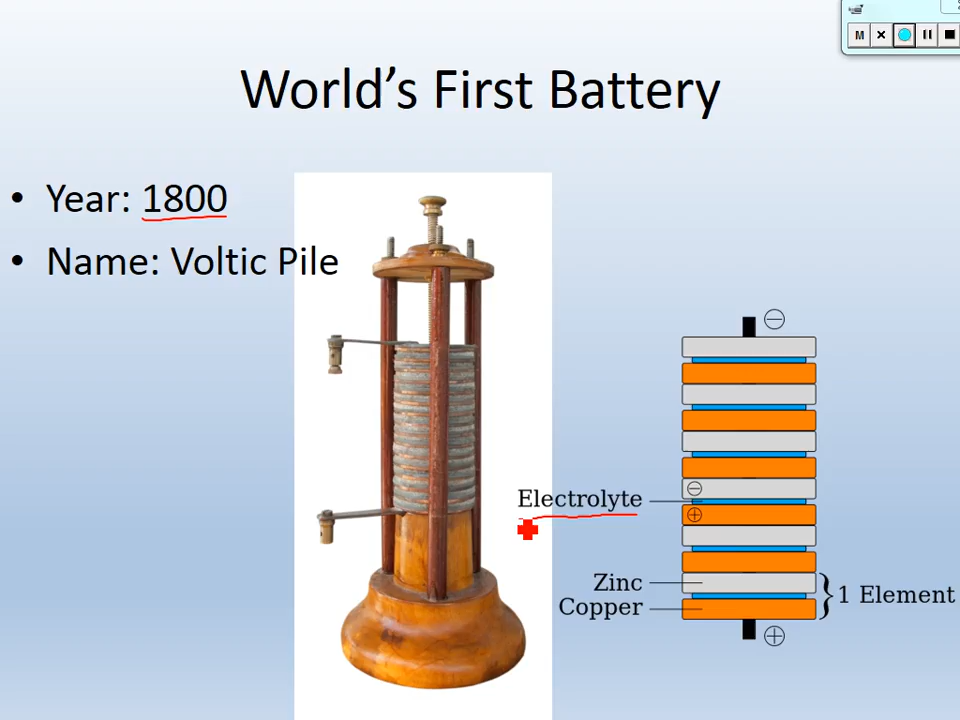 M
World's First Battery
• Year: 1800
• Name: Voltic Pile
Electrolyte
Zinc
Copper
1 Element